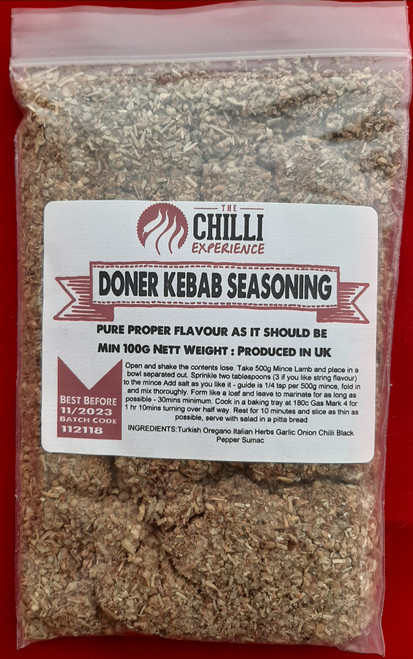 THE
CHILLI
EXPERIENCE
DONER KEBAB SEASONING
PURE PROPER FLAVOUR AS IT SHOULD BE
MIN 100G NETT WEIGHT : PRODUCED IN UK
Open and shake the contents lose. Take 500g Mince Lamb and place in a
bowl separated out. Sprinkle two tablespoons (3 if you like string flavour)
to the mince Add salt as you like it - guide is 1/4 tsp per 500g mince, fold in
and mix thoroughly. Form like a loaf and leave to marinate for as long as
possible - 30mins minimum. Cook in a baking tray at 180c Gas Mark 4 for
1 hr 10mins turning over half way. Rest for 10 minutes and slice as thin as
possible, serve with salad in a pitta bread
INGREDIENTS:Turkish Oregano Italian Herbs Garlic Onion Chilli Black
Pepper Sumac
BEST BEFORE
11/2023
BATCH CODE
112118